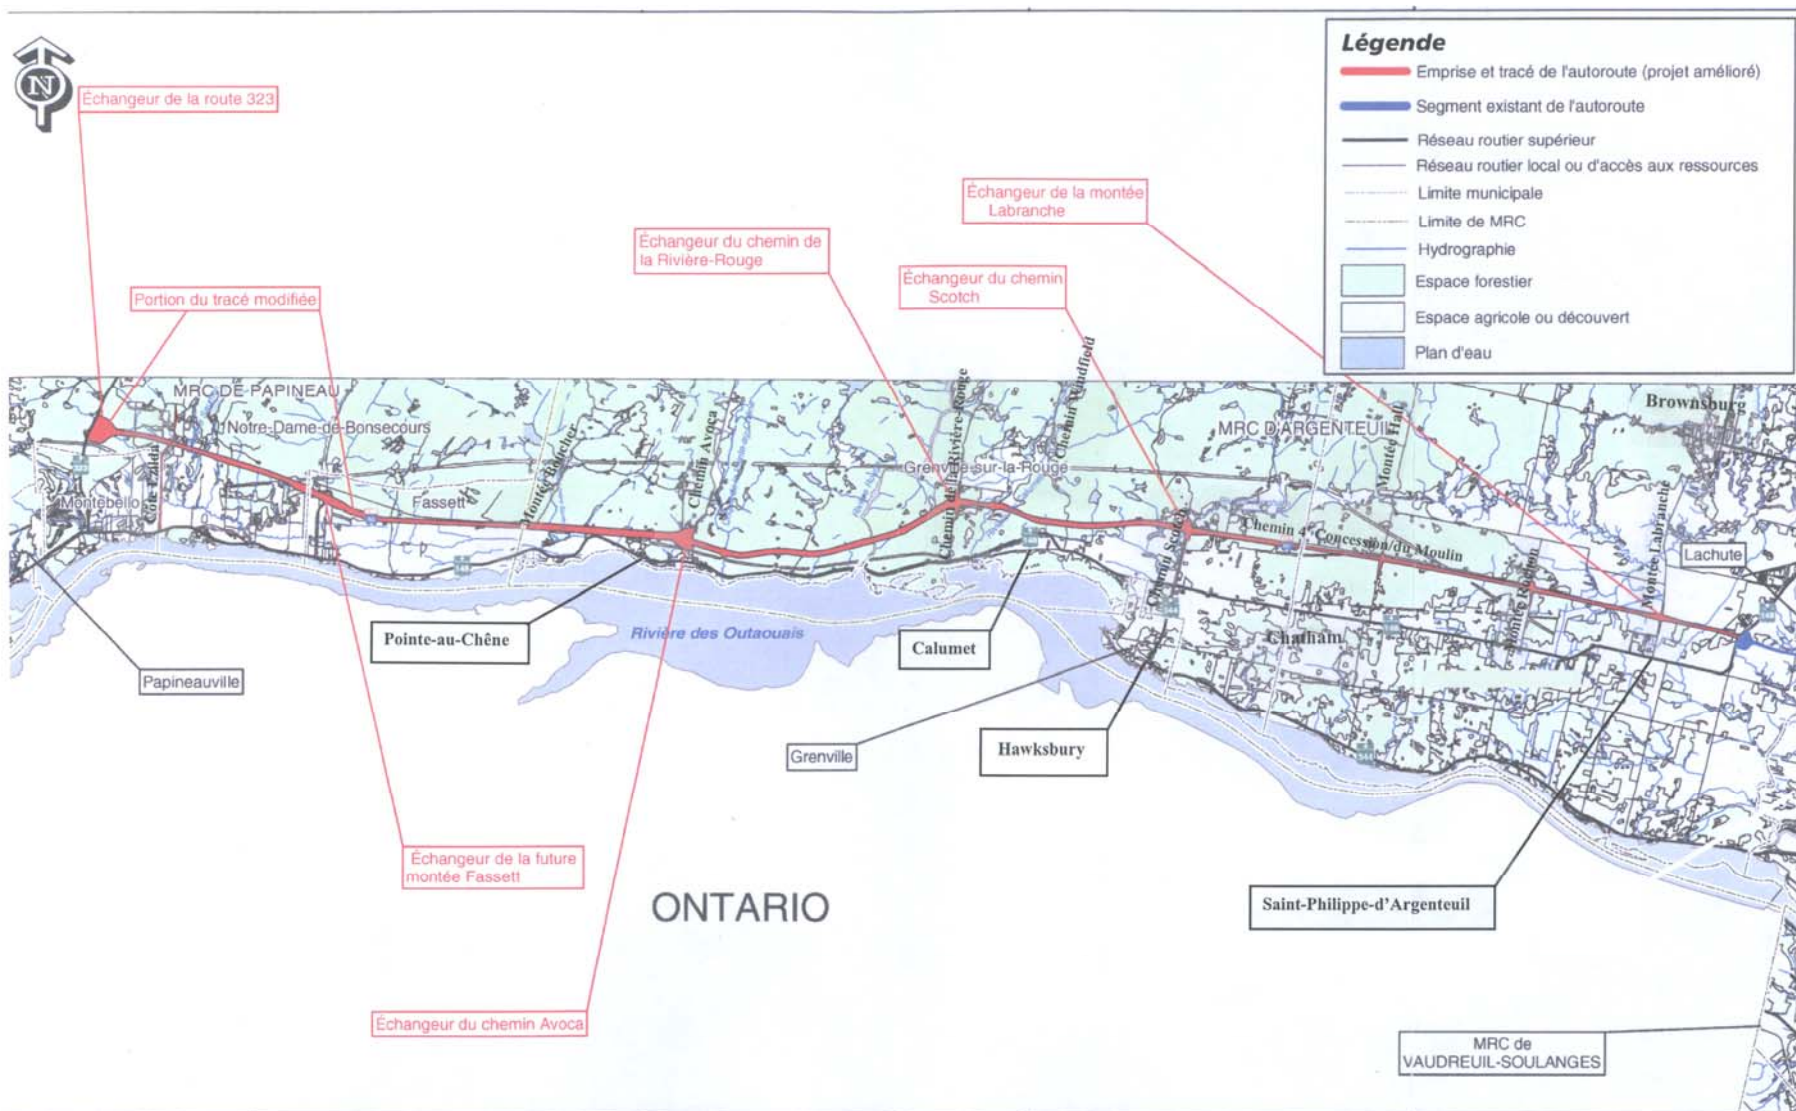 N
Échangeur de la route 323
Portion du tracé modifiée
Échangeur du chemin de
la Rivière-Rouge
Échangeur du chemin
Scotch
Échangeur de la montée
Labranche
Légende
Emprise et tracé de l'autoroute (projet amélioré)
Segment existant de l'autoroute
Réseau routier supérieur
Réseau routier local ou d'accès aux ressources
Limite municipale
Limite de MRC
Hydrographie
Espace forestier
Espace agricole ou découvert
Plan d'eau
MRC DE PAPINEAU
Notre-Dame-de-Bonsecours
Montebello
Fassett
Chemin Avoca
Grenville-sur-la-Rouge
Chemin de la Rivière-Rouge
Chemin Windfield
MRC D'ARGENTEUIL
Montée Hall
Brownsburg
Chemin Scotch
Chemin 4e Concession/du Moulin
Montée Labranche
Lachute
Chatham
Pointe-au-Chêne
Rivière des Outaouais
Calumet
Papineauville
Grenville
Hawksbury
Échangeur de la future
montée Fassett
ONTARIO
Saint-Philippe-d'Argenteuil
Échangeur du chemin Avoca
MRC de
VAUDREUIL-SOULANGES